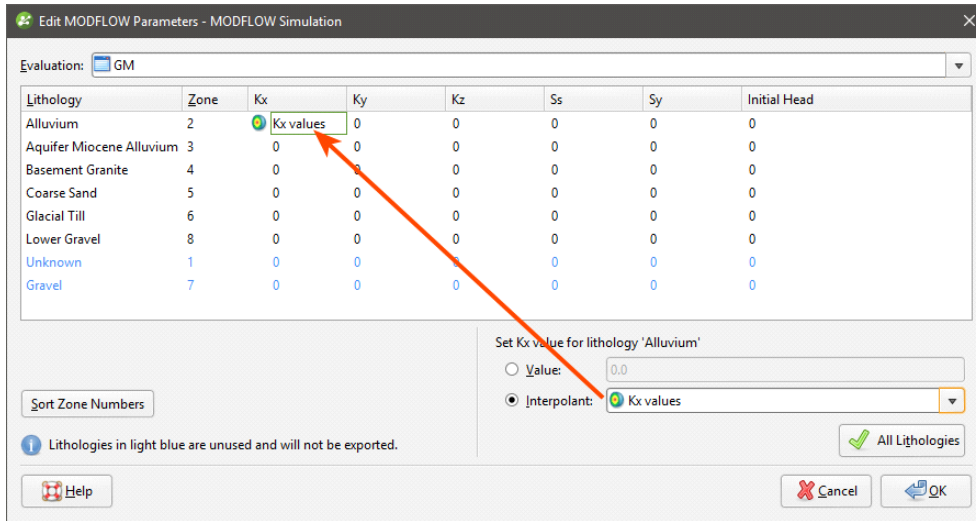 Edit MODFLOW Parameters - MODFLOW Simulation
Evaluation: GM
Lithology Zone Kx Ky Kz Ss Sy Initial Head
Alluvium 2 Kx values 0 0 0 0 0
Aquifer Miocene Alluvium 3 0 0 0 0 0 0
Basement Granite 4 0 0 0 0 0 0
Coarse Sand 5 0 0 0 0 0 0
Glacial Till 6 0 0 0 0 0 0
Lower Gravel 8 0 0 0 0 0 0
Unknown 1 0 0 0 0 0 0
Gravel 7 0 0 0 0 0 0
Set Kx value for lithology 'Alluvium'
Value: 0.0
Interpolant: Kx values
Sort Zone Numbers
Lithologies in light blue are unused and will not be exported.
All Lithologies
Help Cancel OK